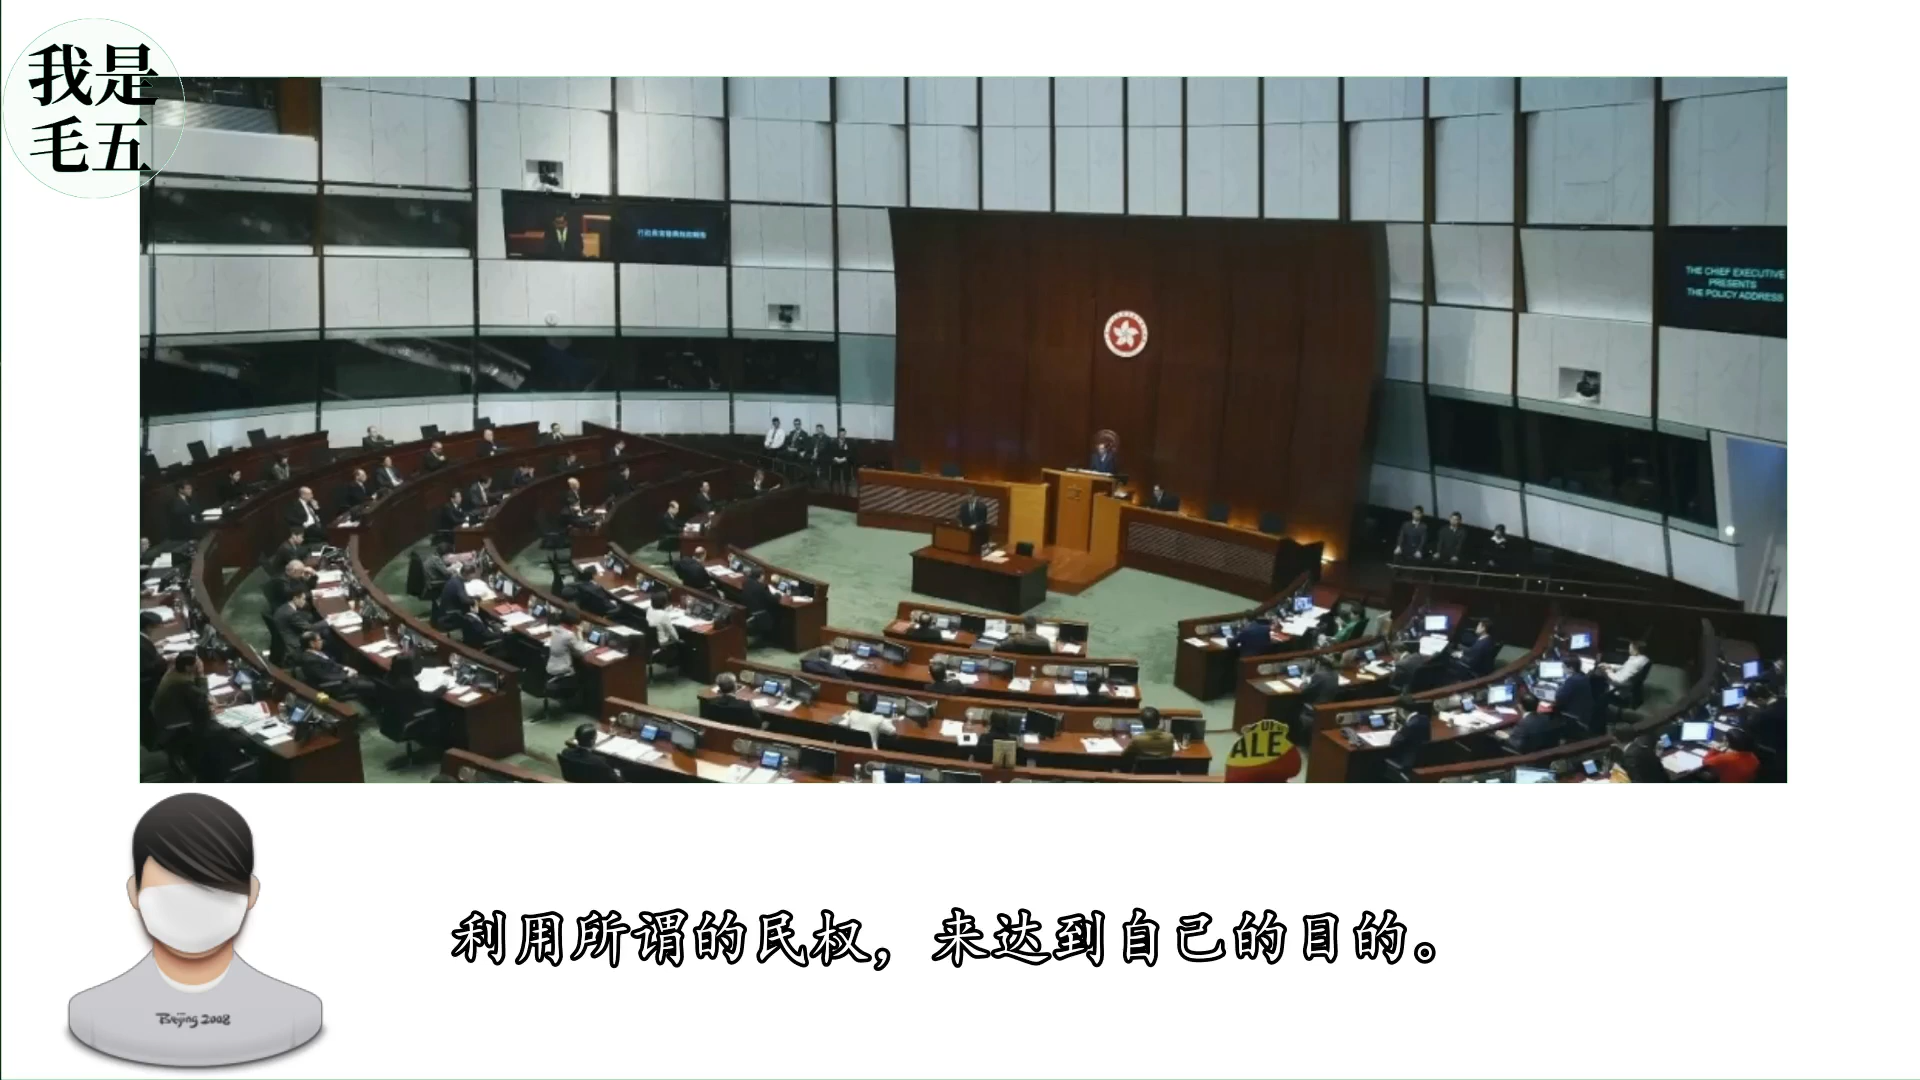 我是
毛五
THE CHIEF EXECUTIVE
PRESENTS
THE POLICY ADDRESS
ALE
利用所谓的民权，来达到自己的目的。
Beijing 2008